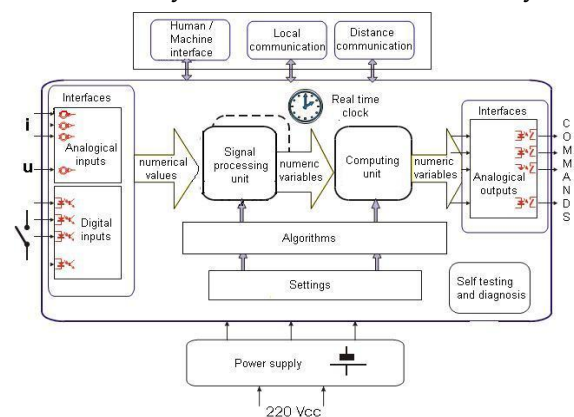 Human /
Machine
interface
Local
communication
Distance
communication
Interfaces
i
u
Analogical
inputs
Digital
inputs
numerical
values
Signal
processing
unit
numeric
variables
Real time
clock
Computing
unit
numeric
variables
Interfaces
Analogical
outputs
C
O
M
M
A
N
D
S
Algorithms
Settings
Self testing
and diagnosis
Power supply
220 Vcc